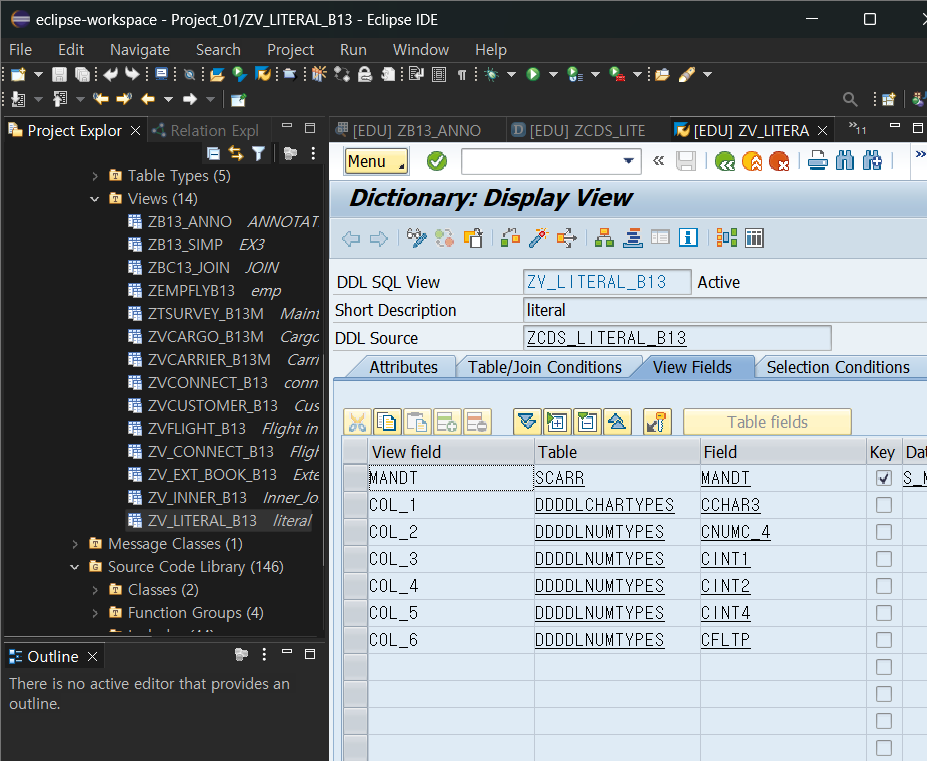 eclipse-workspace - Project_01/ZV_LITERAL_B13 - Eclipse IDE
File Edit Navigate Search Project Run Window Help
Project Explor
Relation Expl
Table Types (5)
Views (14)
ZB13_ANNO ANNOTAT
ZB13_SIMP EX3
ZBC13_JOIN JOIN
ZEMPFLYB13 emp
ZTSURVEY_B13M Maint
ZVCARGO_B13M Cargo
ZVCARRIER_B13M Carri
ZVCONNECT_B13 conn
ZVCUSTOMER_B13 Cus
ZVFLIGHT_B13 Flight in
ZV_CONNECT_B13 Fligh
ZV_EXT_BOOK_B13 Exte
ZV_INNER_B13 Inner_Jo
ZV_LITERAL_B13 literal
Message Classes (1)
Source Code Library (146)
Classes (2)
Function Groups (4)
Outline
There is no active editor that provides an
outline.
[EDU] ZB13_ANNO
[EDU] ZCDS_LITE
[EDU] ZV_LITERA
»11
Menu
Dictionary: Display View
DDL SQL View ZV_LITERAL_B13 Active
Short Description literal
DDL Source ZCDS_LITERAL_B13
Attributes Table/Join Conditions View Fields Selection Conditions
Table fields
View field Table Field Key Dat
MANDT SCARR MANDT S_M
COL_1 DDDDLCHARTYPES CCHAR3
COL_2 DDDDLNUMTYPES CNUMC_4
COL_3 DDDDLNUMTYPES CINT1
COL_4 DDDDLNUMTYPES CINT2
COL_5 DDDDLNUMTYPES CINT4
COL_6 DDDDLNUMTYPES CFLTP